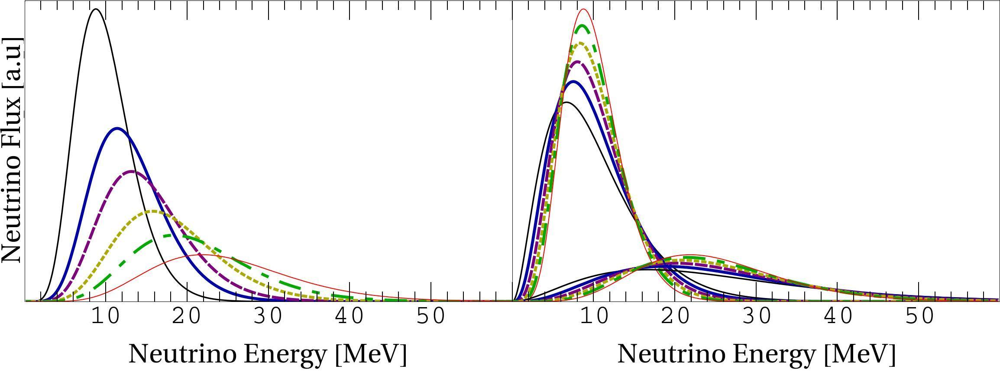 Neutrino Flux [a.u]
10 20 30 40 50 10 20 30 40 50
Neutrino Energy [MeV] Neutrino Energy [MeV]